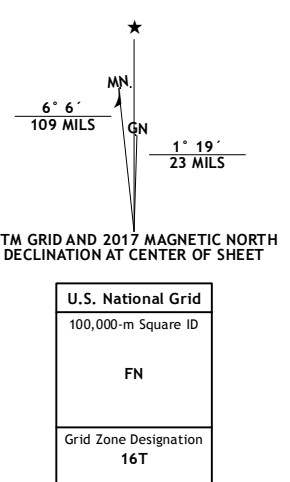 MN.
6° 6´
109 MILS
GN
1° 19´
23 MILS
TM GRID AND 2017 MAGNETIC NORTH
DECLINATION AT CENTER OF SHEET
U.S. National Grid
100,000-m Square ID
FN
Grid Zone Designation
16T